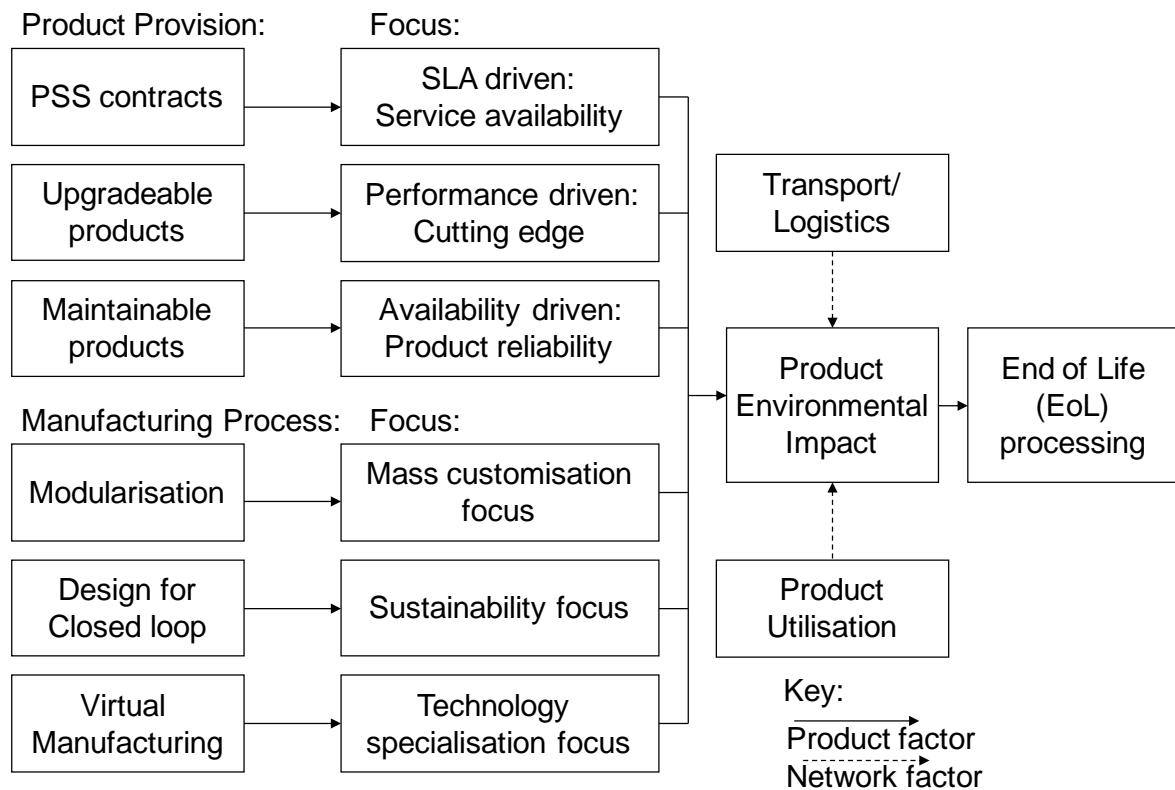 Product Provision:
Focus:
PSS contracts
SLA driven:
Service availability
Upgradeable
products
Performance driven:
Cutting edge
Maintainable
products
Availability driven:
Product reliability
Manufacturing Process:
Focus:
Modularisation
Mass customisation
focus
Design for
Closed loop
Sustainability focus
Virtual
Manufacturing
Technology
specialisation focus
Transport/
Logistics
Product
Environmental
Impact
End of Life
(EoL)
processing
Product
Utilisation
Key:
Product factor
Network factor